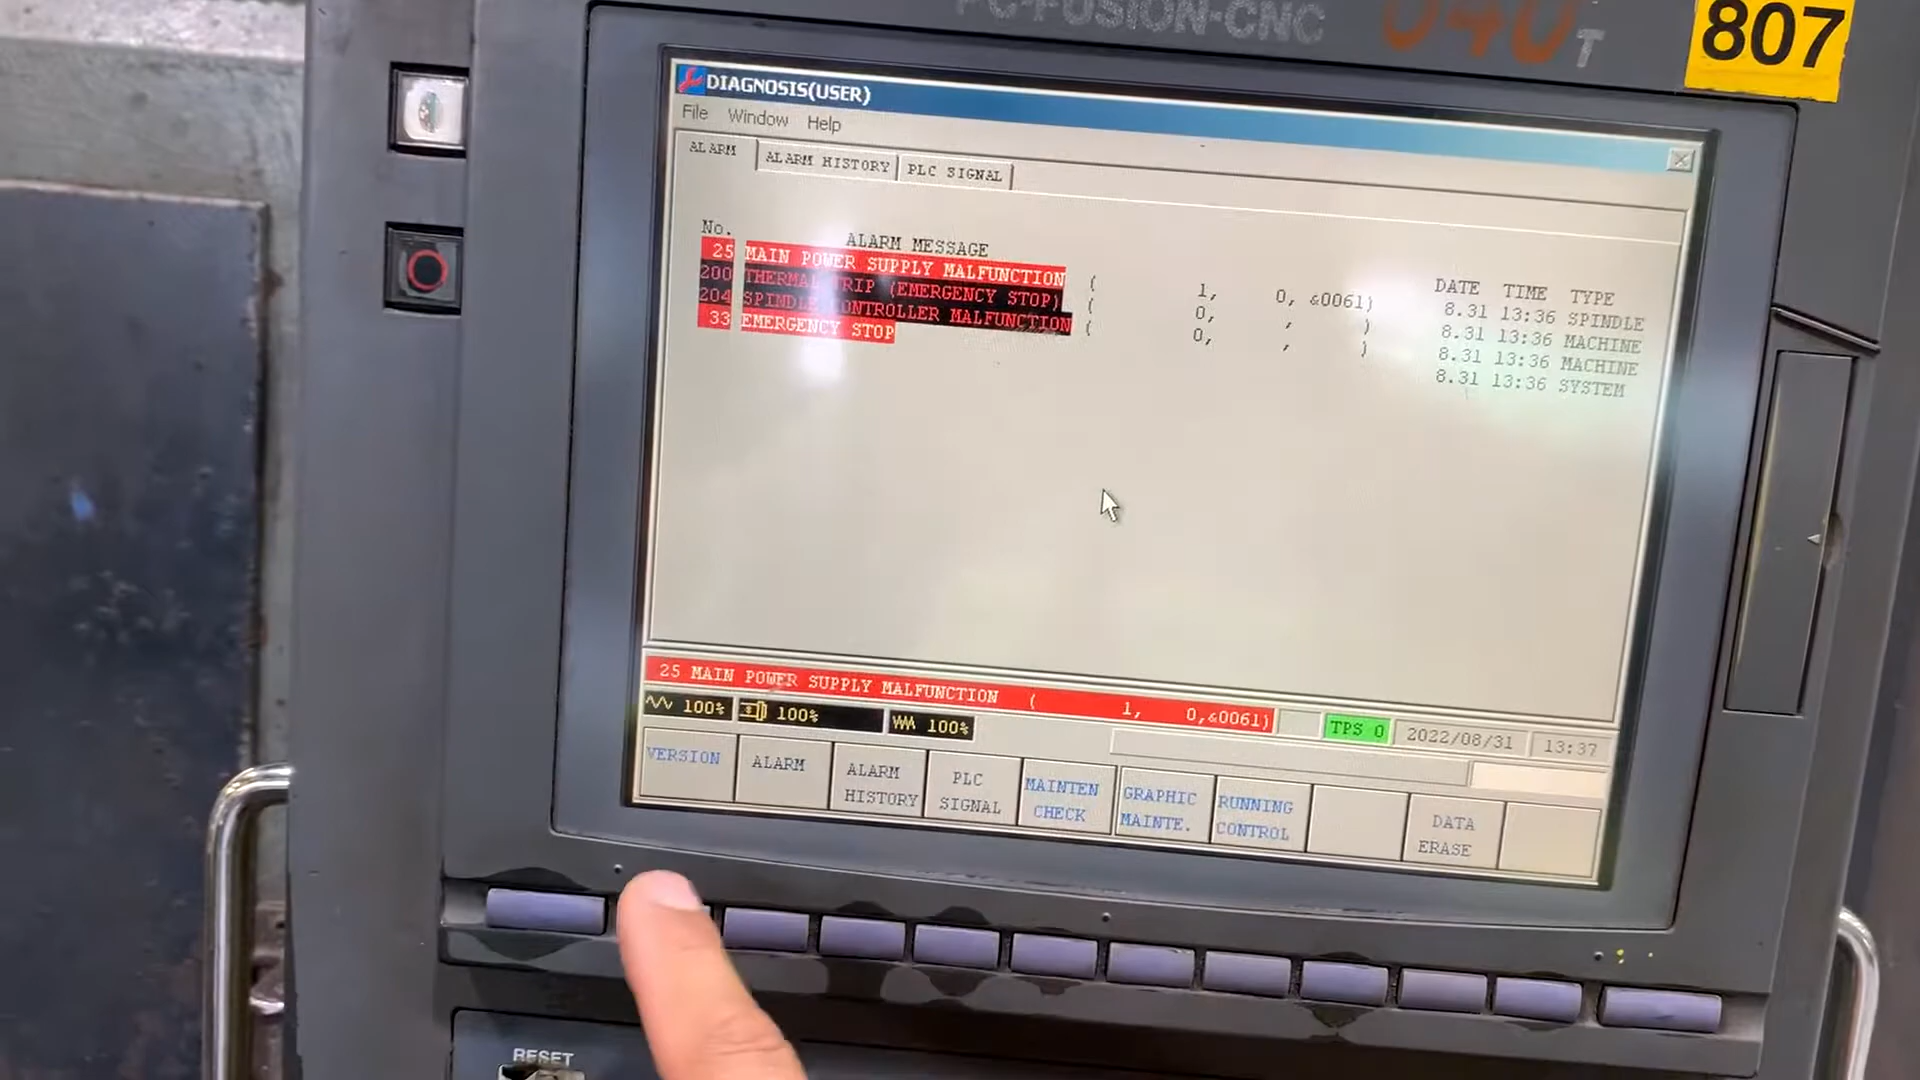 PC-FUSION-CNC 640 T
807
DIAGNOSIS(USER)
File Window Help
ALARM ALARM HISTORY PLC SIGNAL
No. ALARM MESSAGE DATE TIME TYPE
25 MAIN POWER SUPPLY MALFUNCTION ( 1, 0, &0061) 8.31 13:36 SPINDLE
200 THERMAL TRIP (EMERGENCY STOP) ( 0, , ) 8.31 13:36 MACHINE
204 SPINDLE CONTROLLER MALFUNCTION ( 0, , ) 8.31 13:36 MACHINE
33 EMERGENCY STOP 8.31 13:36 SYSTEM
25 MAIN POWER SUPPLY MALFUNCTION ( 1, 0,&0061)
100% 100% 100% TPS 0 2022/08/31 13:37
VERSION ALARM ALARM HISTORY PLC SIGNAL MAINTEN CHECK GRAPHIC MAINTE. RUNNING CONTROL DATA ERASE
RESET